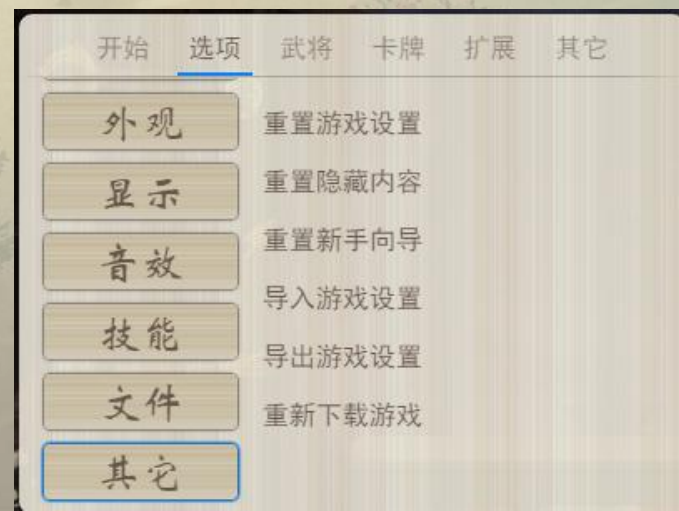 开始 选项 武将 卡牌 扩展 其它
外观
显示
音效
技能
文件
其它
重置游戏设置
重置隐藏内容
重置新手向导
导入游戏设置
导出游戏设置
重新下载游戏